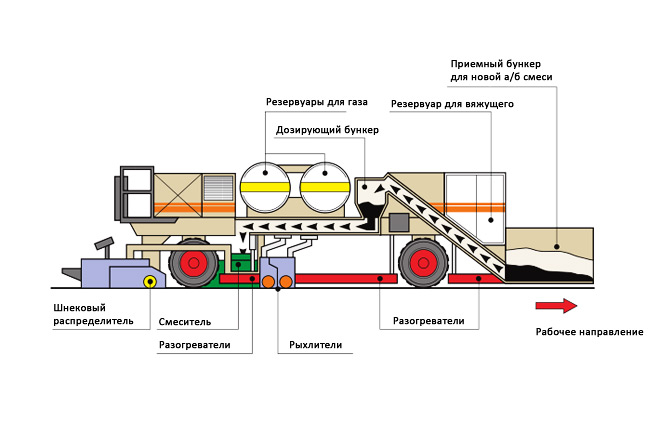 Приемный бункер
для новой а/б смеси
Резервуары для газа
Резервуар для вяжущего
Дозирующий бункер
Шнековый
распределитель
Смеситель
Разогреватели
Рыхлители
Разогреватели
Рабочее направление